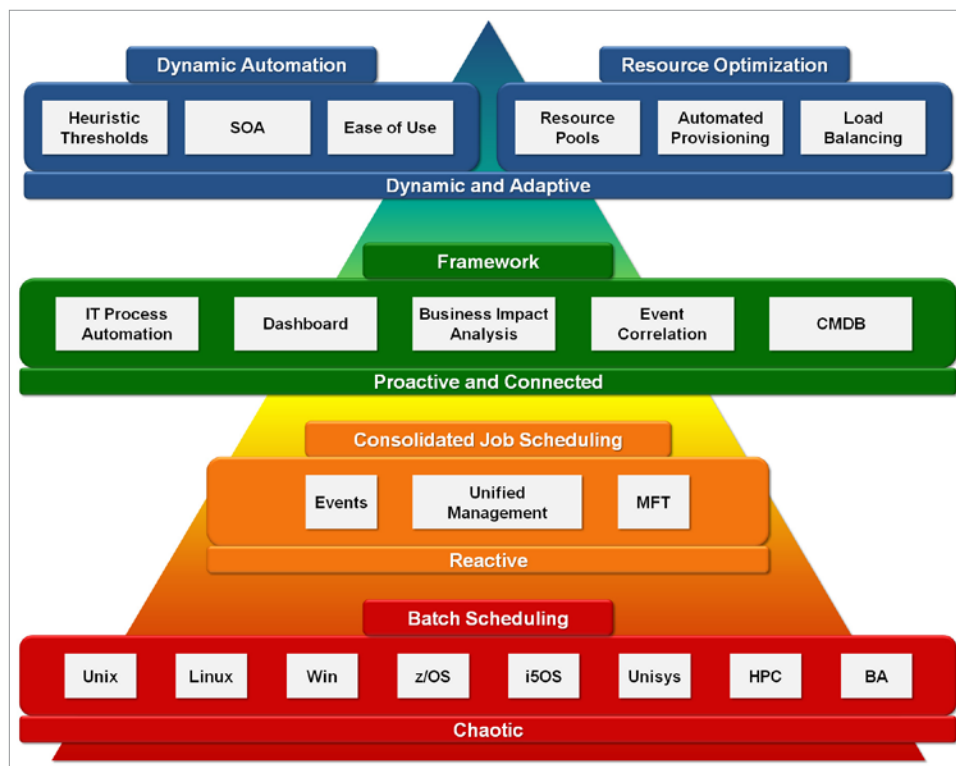 Dynamic Automation
Resource Optimization
Heuristic
Thresholds
SOA
Ease of Use
Resource
Pools
Automated
Provisioning
Load
Balancing
Dynamic and Adaptive
Framework
IT Process
Automation
Dashboard
Business Impact
Analysis
Event
Correlation
CMDB
Proactive and Connected
Consolidated Job Scheduling
Events
Unified
Management
MFT
Reactive
Batch Scheduling
Unix
Linux
Win
z/OS
i5OS
Unisys
HPC
BA
Chaotic